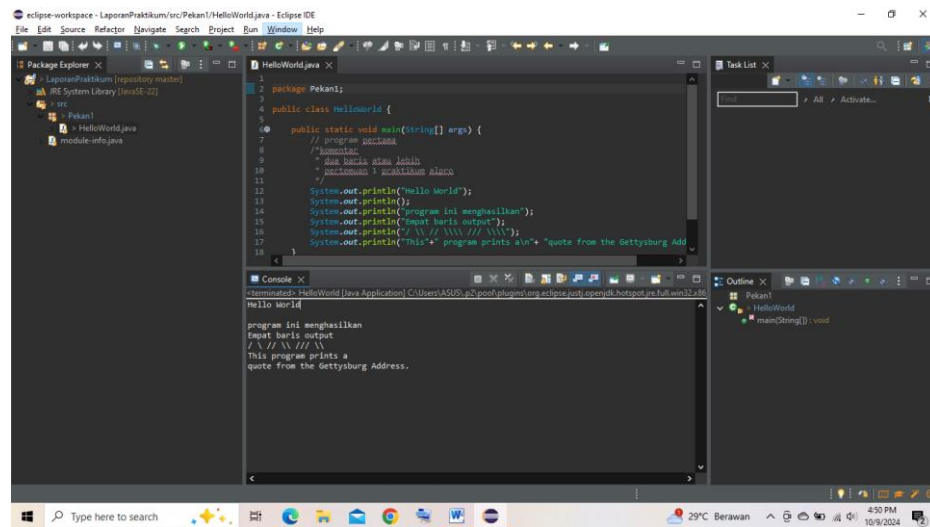 eclipse-workspace - LaporanPraktikum/src/Pekan1/HelloWorld.java - Eclipse IDE
File Edit Source Refactor Navigate Search Project Run Window Help
Package Explorer
LaporanPraktikum [repository master]
JRE System Library [JavaSE-22]
> src
> Pekan1
> HelloWorld.java
module-info.java
HelloWorld.java
1
2 package Pekan1;
3
4 public class HelloWorld {
5
6 public static void main(String[] args) {
7 // program pertama
8 /*komentar
9 * dua baris atau lebih
10 * pertemuan 1 praktikum alpro
11 */
12 System.out.println("Hello World");
13 System.out.println();
14 System.out.println("program ini menghasilkan");
15 System.out.println("Empat baris output");
16 System.out.println("/ \\ // \\\\ /// \\\\");
17 System.out.println("This"+" program prints a\n"+ "quote from the Gettysburg Add
18 }
Console
<terminated> HelloWorld [Java Application] C:\Users\ASUS\.p2\pool\plugins\org.eclipse.justj.openjdk.hotspot.jre.full.win32.x86
Hello World
program ini menghasilkan
Empat baris output
/ \ // \\ /// \\
This program prints a
quote from the Gettysburg Address.
Task List
Find
All
Activate...
Outline
Pekan1
> HelloWorld
main(String[]) : void
Type here to search
29°C Berawan
4:50 PM
10/9/2024
2